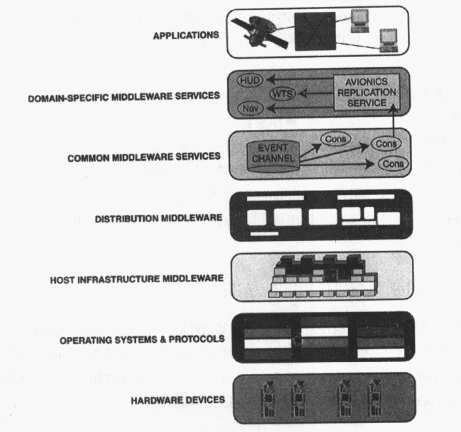 APPLICATIONS
HUD
AVIONICS
REPLICATION
SERVICE
WTS
Nav
DOMAIN-SPECIFIC MIDDLEWARE SERVICES
Cons
EVENT
CHANNEL
Cons
Cons
COMMON MIDDLEWARE SERVICES
DISTRIBUTION MIDDLEWARE
HOST INFRASTRUCTURE MIDDLEWARE
OPERATING SYSTEMS & PROTOCOLS
HARDWARE DEVICES